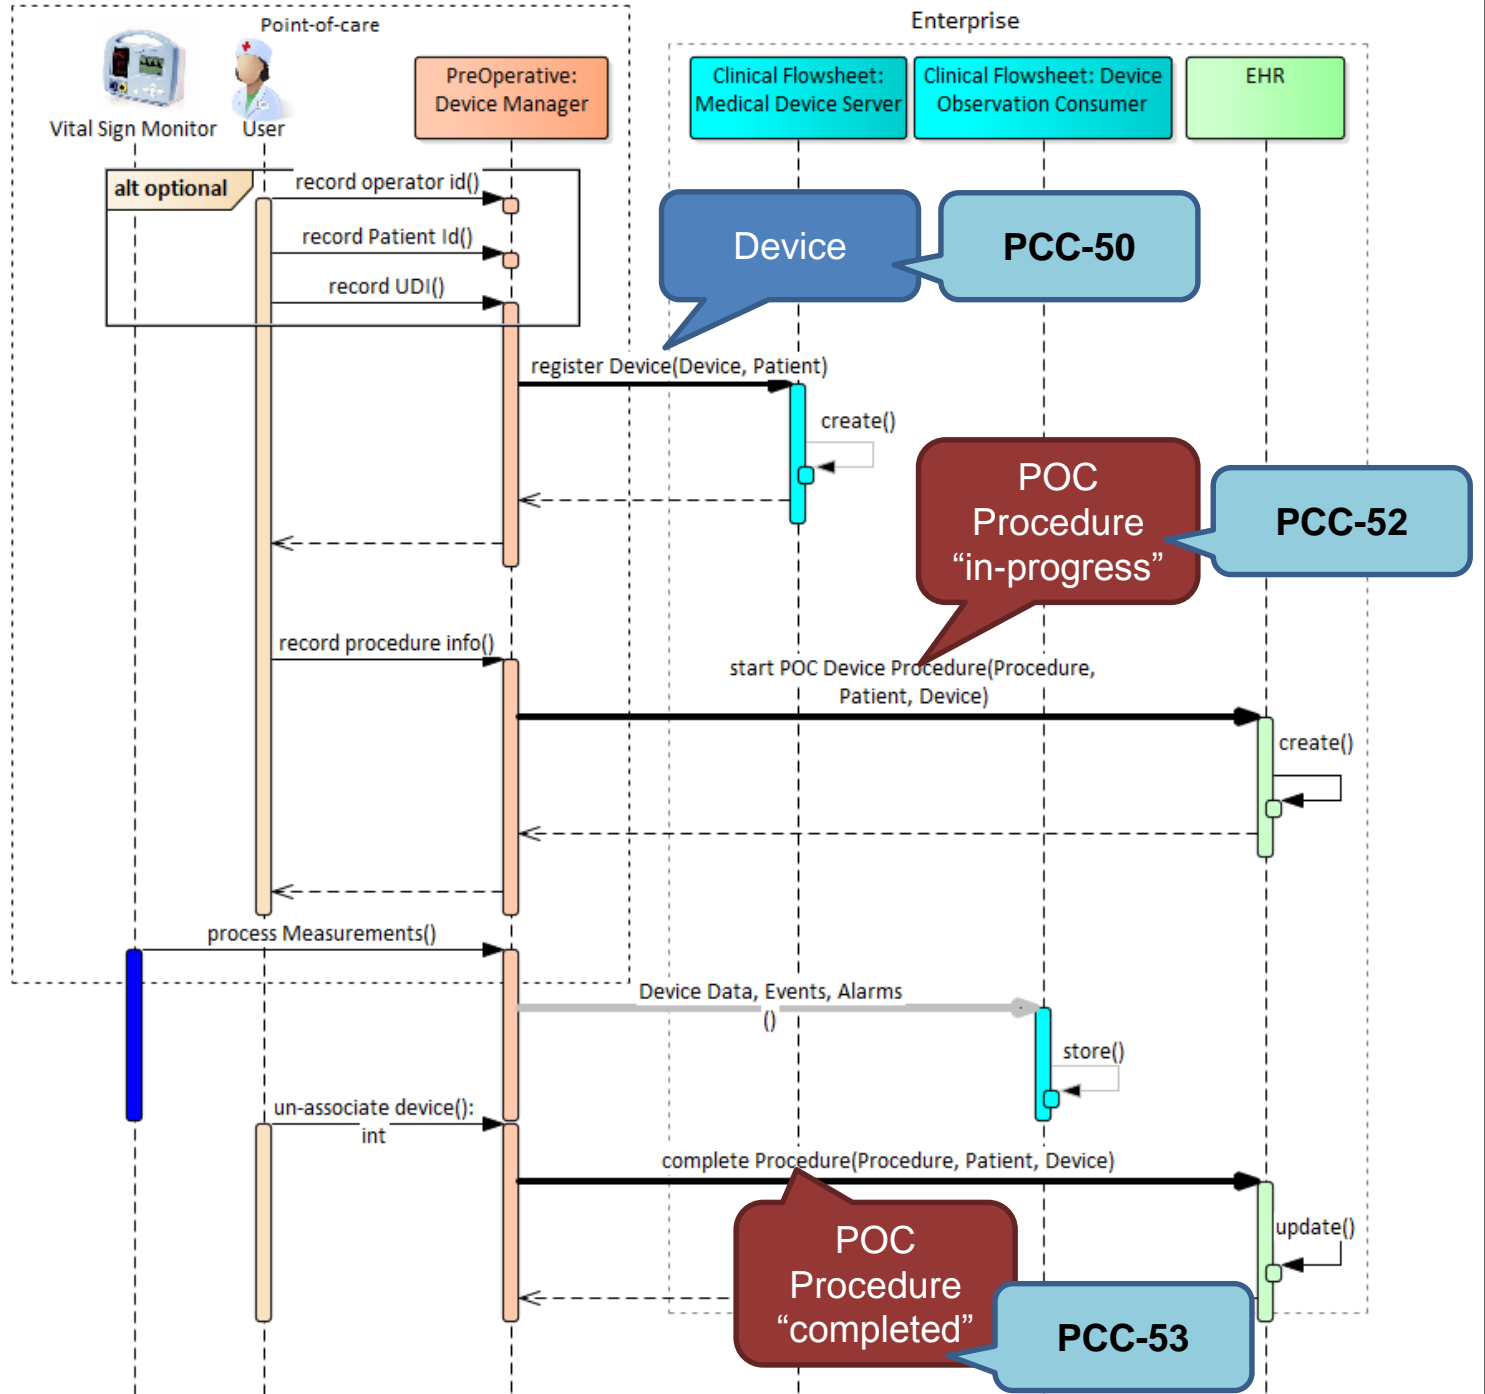 Point-of-care
Enterprise
Vital Sign Monitor
User
PreOperative:
Device Manager
Clinical Flowsheet:
Medical Device Server
Clinical Flowsheet: Device
Observation Consumer
EHR
alt optional
record operator id()
record Patient Id()
record UDI()
Device
PCC-50
register Device(Device, Patient)
create()
POC
Procedure
“in-progress”
PCC-52
record procedure info()
start POC Device Procedure(Procedure,
Patient, Device)
create()
process Measurements()
Device Data, Events, Alarms
()
store()
un-associate device():
int
complete Procedure(Procedure, Patient, Device)
update()
POC
Procedure
“completed”
PCC-53